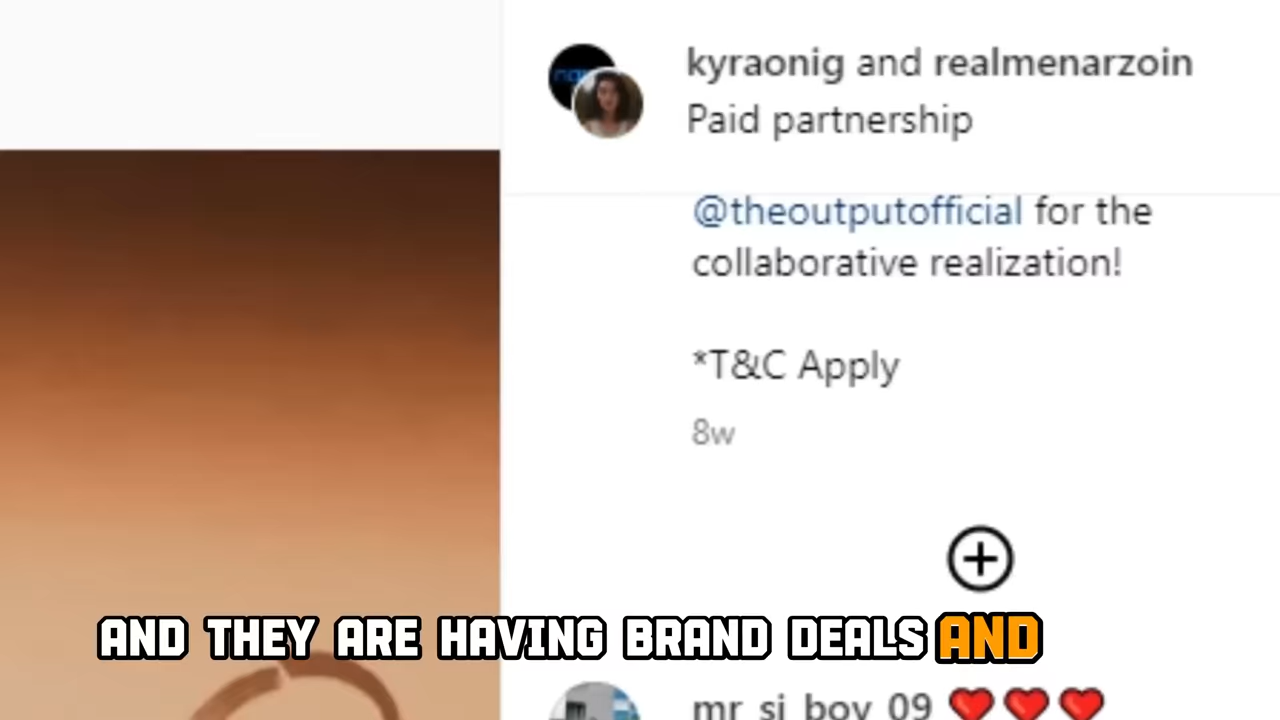 kyraonig and realmenarzoin
Paid partnership
@theoutputofficial for the
collaborative realization!
*T&C Apply
8w
AND THEY ARE HAVING BRAND DEALS AND
mr_si_boy_09 ❤️❤️❤️